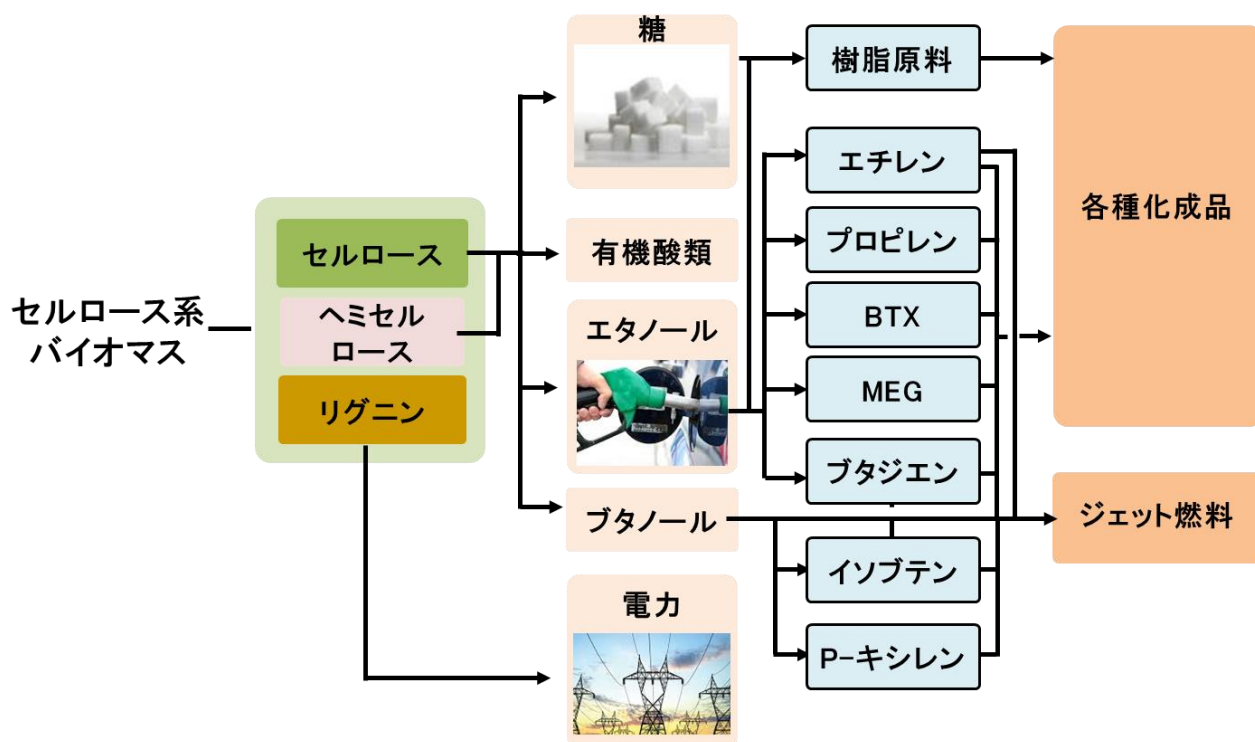 セルロース系
バイオマス
セルロース
ヘミセル
ロース
リグニン
糖
有機酸類
エタノール
ブタノール
電力
樹脂原料
エチレン
プロピレン
BTX
MEG
ブタジエン
イソブテン
P-キシレン
各種化成品
ジェット燃料